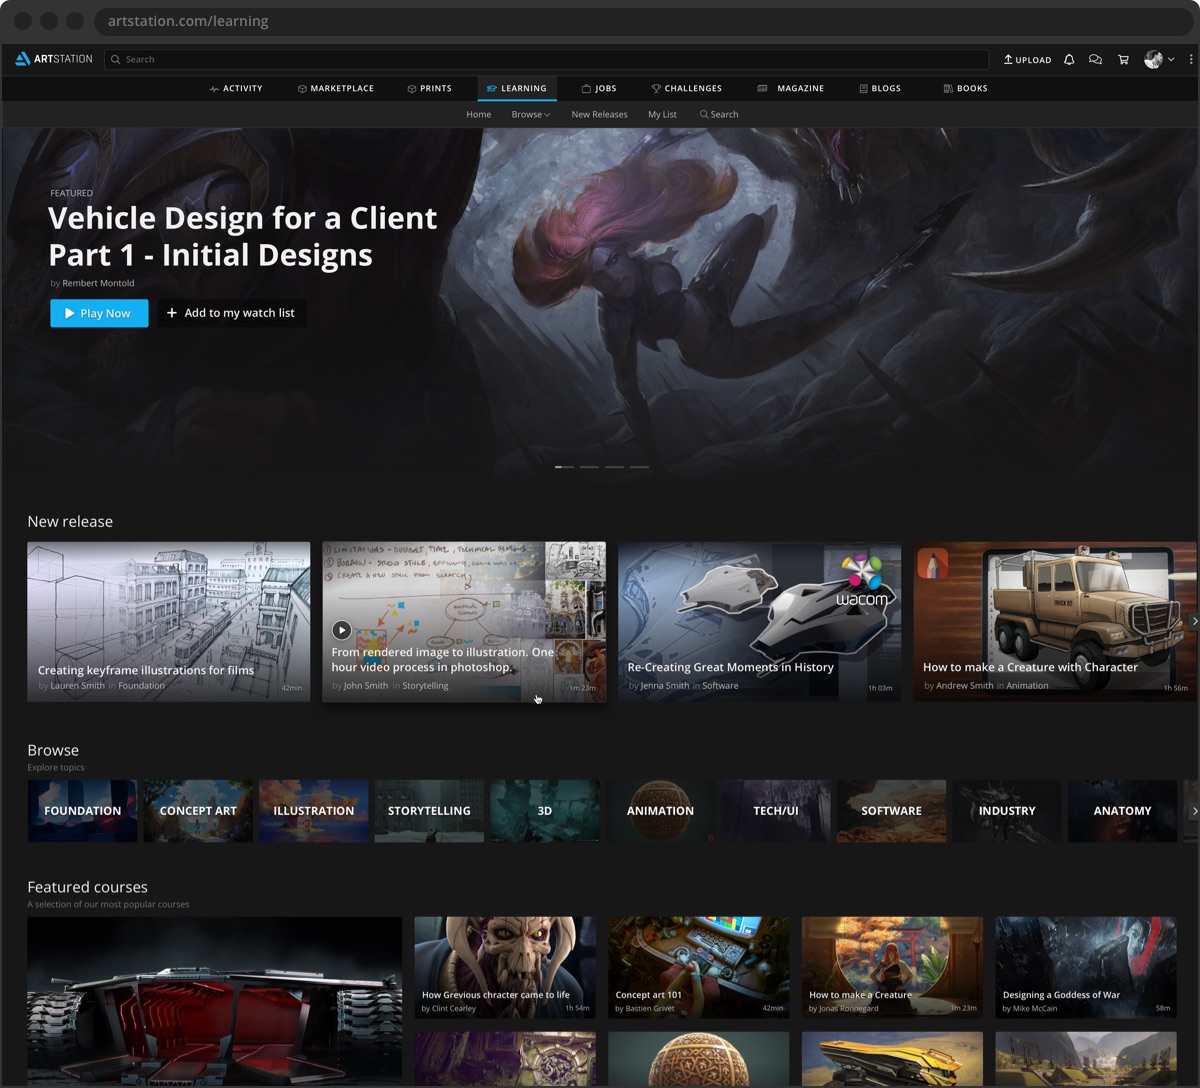 artstation.com/learning
ARTSTATION
Search
UPLOAD
ACTIVITY
MARKETPLACE
PRINTS
LEARNING
JOBS
CHALLENGES
MAGAZINE
BLOGS
BOOKS
Home
Browse
New Releases
My List
Search
FEATURED
Vehicle Design for a Client
Part 1 - Initial Designs
by Rembert Montold
Play Now
+ Add to my watch list
New release
Creating keyframe illustrations for films
by Lauren Smith in Foundation
42min
From rendered image to illustration. One
hour video process in photoshop.
by John Smith in Storytelling
1m 23m
wacom
Re-Creating Great Moments in History
by Jenna Smith in Software
1h 03m
How to make a Creature with Character
by Andrew Smith in Animation
1h 56m
Browse
Explore topics
FOUNDATION
CONCEPT ART
ILLUSTRATION
STORYTELLING
3D
ANIMATION
TECH/UI
SOFTWARE
INDUSTRY
ANATOMY
Featured courses
A selection of our most popular courses
How Grevious chracter came to life
by Clint Cearley
1h 54m
Concept art 101
by Bastien Grivet
42min
How to make a Creature
by Jonas Ronnegard
1m 23m
Designing a Goddess of War
by Mike McCain
58m